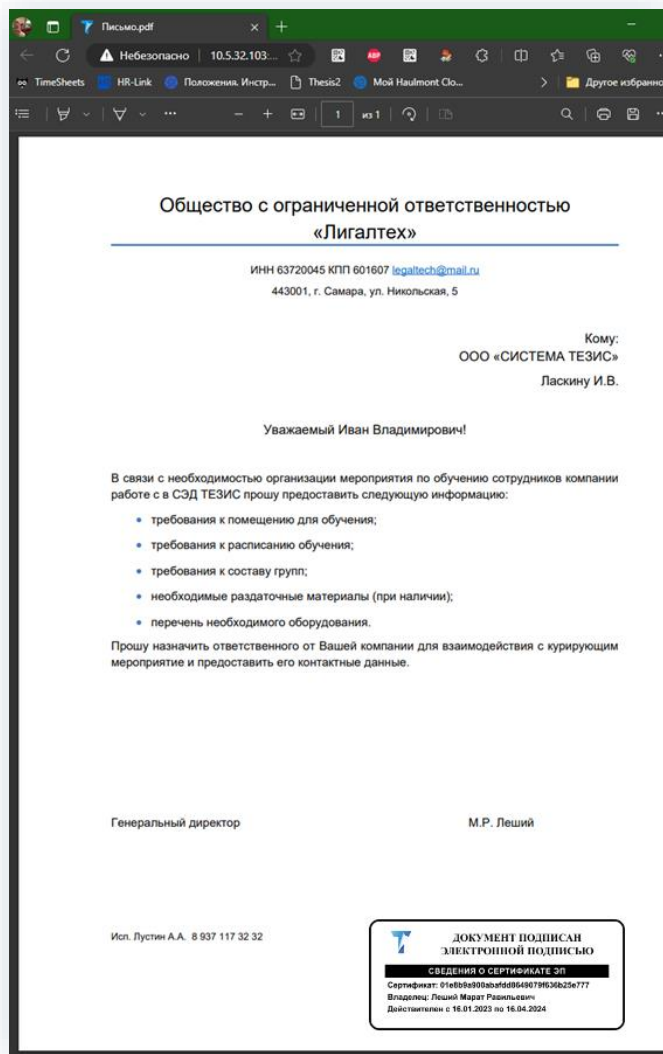 Письмо.pdf
Небезопасно 10.5.32.103:...
TimeSheets HR-Link Положения. Инстр... Thesis2 Мой Haulmont Clo... Другое избранно
1 из 1
Общество с ограниченной ответственностью
«Лигалтех»
ИНН 63720045 КПП 601607 legaltech@mail.ru
443001, г. Самара, ул. Никольская, 5
Кому:
ООО «СИСТЕМА ТЕЗИС»
Ласкину И.В.
Уважаемый Иван Владимирович!
В связи с необходимостью организации мероприятия по обучению сотрудников компании
работе с в СЭД ТЕЗИС прошу предоставить следующую информацию:
• требования к помещению для обучения;
• требования к расписанию обучения;
• требования к составу групп;
• необходимые раздаточные материалы (при наличии);
• перечень необходимого оборудования.
Прошу назначить ответственного от Вашей компании для взаимодействия с курирующим
мероприятие и предоставить его контактные данные.
Генеральный директор М.Р. Леший
Исп. Лустин А.А. 8 937 117 32 32
ДОКУМЕНТ ПОДПИСАН
ЭЛЕКТРОННОЙ ПОДПИСЬЮ
СВЕДЕНИЯ О СЕРТИФИКАТЕ ЭП
Сертификат:
Владелец: Леший Марат Равильевич
Действителен с 16.01.2023 по 16.04.2024